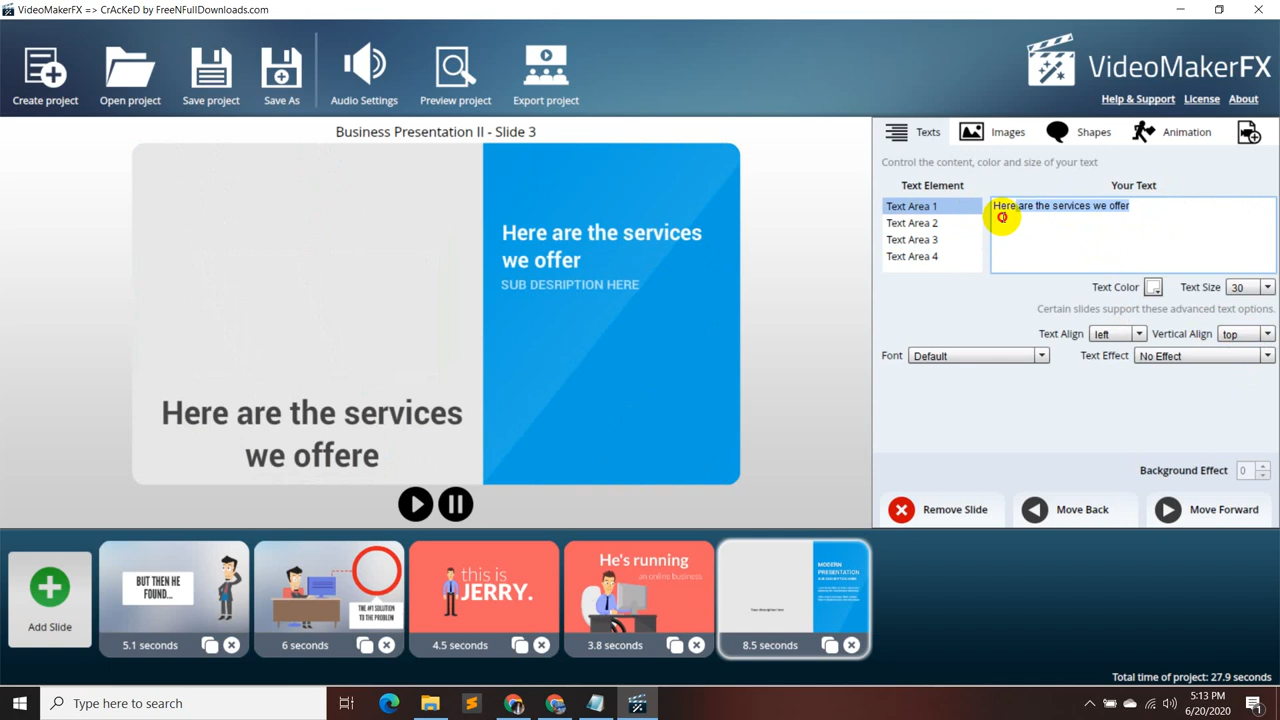 VideoMakerFX => CrAcKeD by FreeNFullDownloads.com
Create project
Open project
Save project
Save As
Audio Settings
Preview project
Export project
VideoMakerFX
Help & Support
License
About
Business Presentation II - Slide 3
Here are the services
we offer
SUB DESRIPTION HERE
Here are the services
we offere
Texts
Images
Shapes
Animation
Control the content, color and size of your text
Text Element
Your Text
Text Area 1
Text Area 2
Text Area 3
Text Area 4
Here are the services we offer
Text Color
Text Size
30
Certain slides support these advanced text options.
Text Align
left
Vertical Align
top
Font
Default
Text Effect
No Effect
Background Effect
0
Remove Slide
Move Back
Move Forward
Add Slide
BUT THEN HE
FOUND...
5.1 seconds
THE #1 SOLUTION
TO THE PROBLEM
6 seconds
this is
JERRY.
4.5 seconds
He's running
an online business
3.8 seconds
MODERN
PRESENTATION
Your description Here
8.5 seconds
Total time of project: 27.9 seconds
Type here to search
5:13 PM
6/20/2020